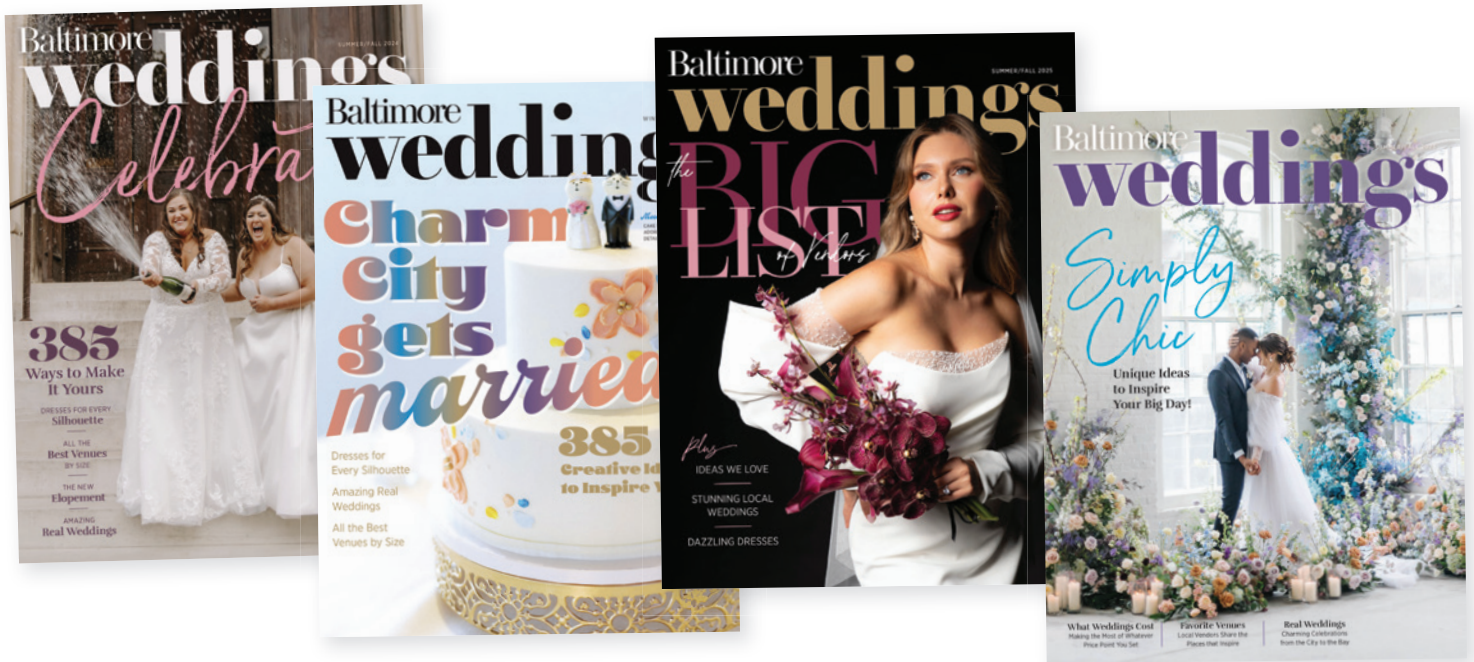 Baltimore
weddings
SUMMER/FALL 2024
Celebra
385
Ways to Make
It Yours
DRESSES FOR EVERY
Silhouette
ALL THE
Best Venues
BY SIZE
THE NEW
Elopement
AMAZING
Real Weddings
Baltimore
wedding
Charm
City
gets
married
385
Creative Id
to Inspire
Dresses for
Every Silhouette
Amazing Real
Weddings
All the Best
Venues by Size
Baltimore
weddings
SUMMER/FALL 2025
the
BIG
LIST
of Vendors
Plus
IDEAS WE LOVE
STUNNING LOCAL
WEDDINGS
DAZZLING DRESSES
Baltimore
weddings
Simply
Chic
Unique Ideas
to Inspire
Your Big Day!
What Weddings Cost
Making the Most of Whatever
Price Point You Set
Favorite Venues
Local Vendors Share the
Places that Inspire
Real Weddings
Charming Celebrations
from the City to the Bay